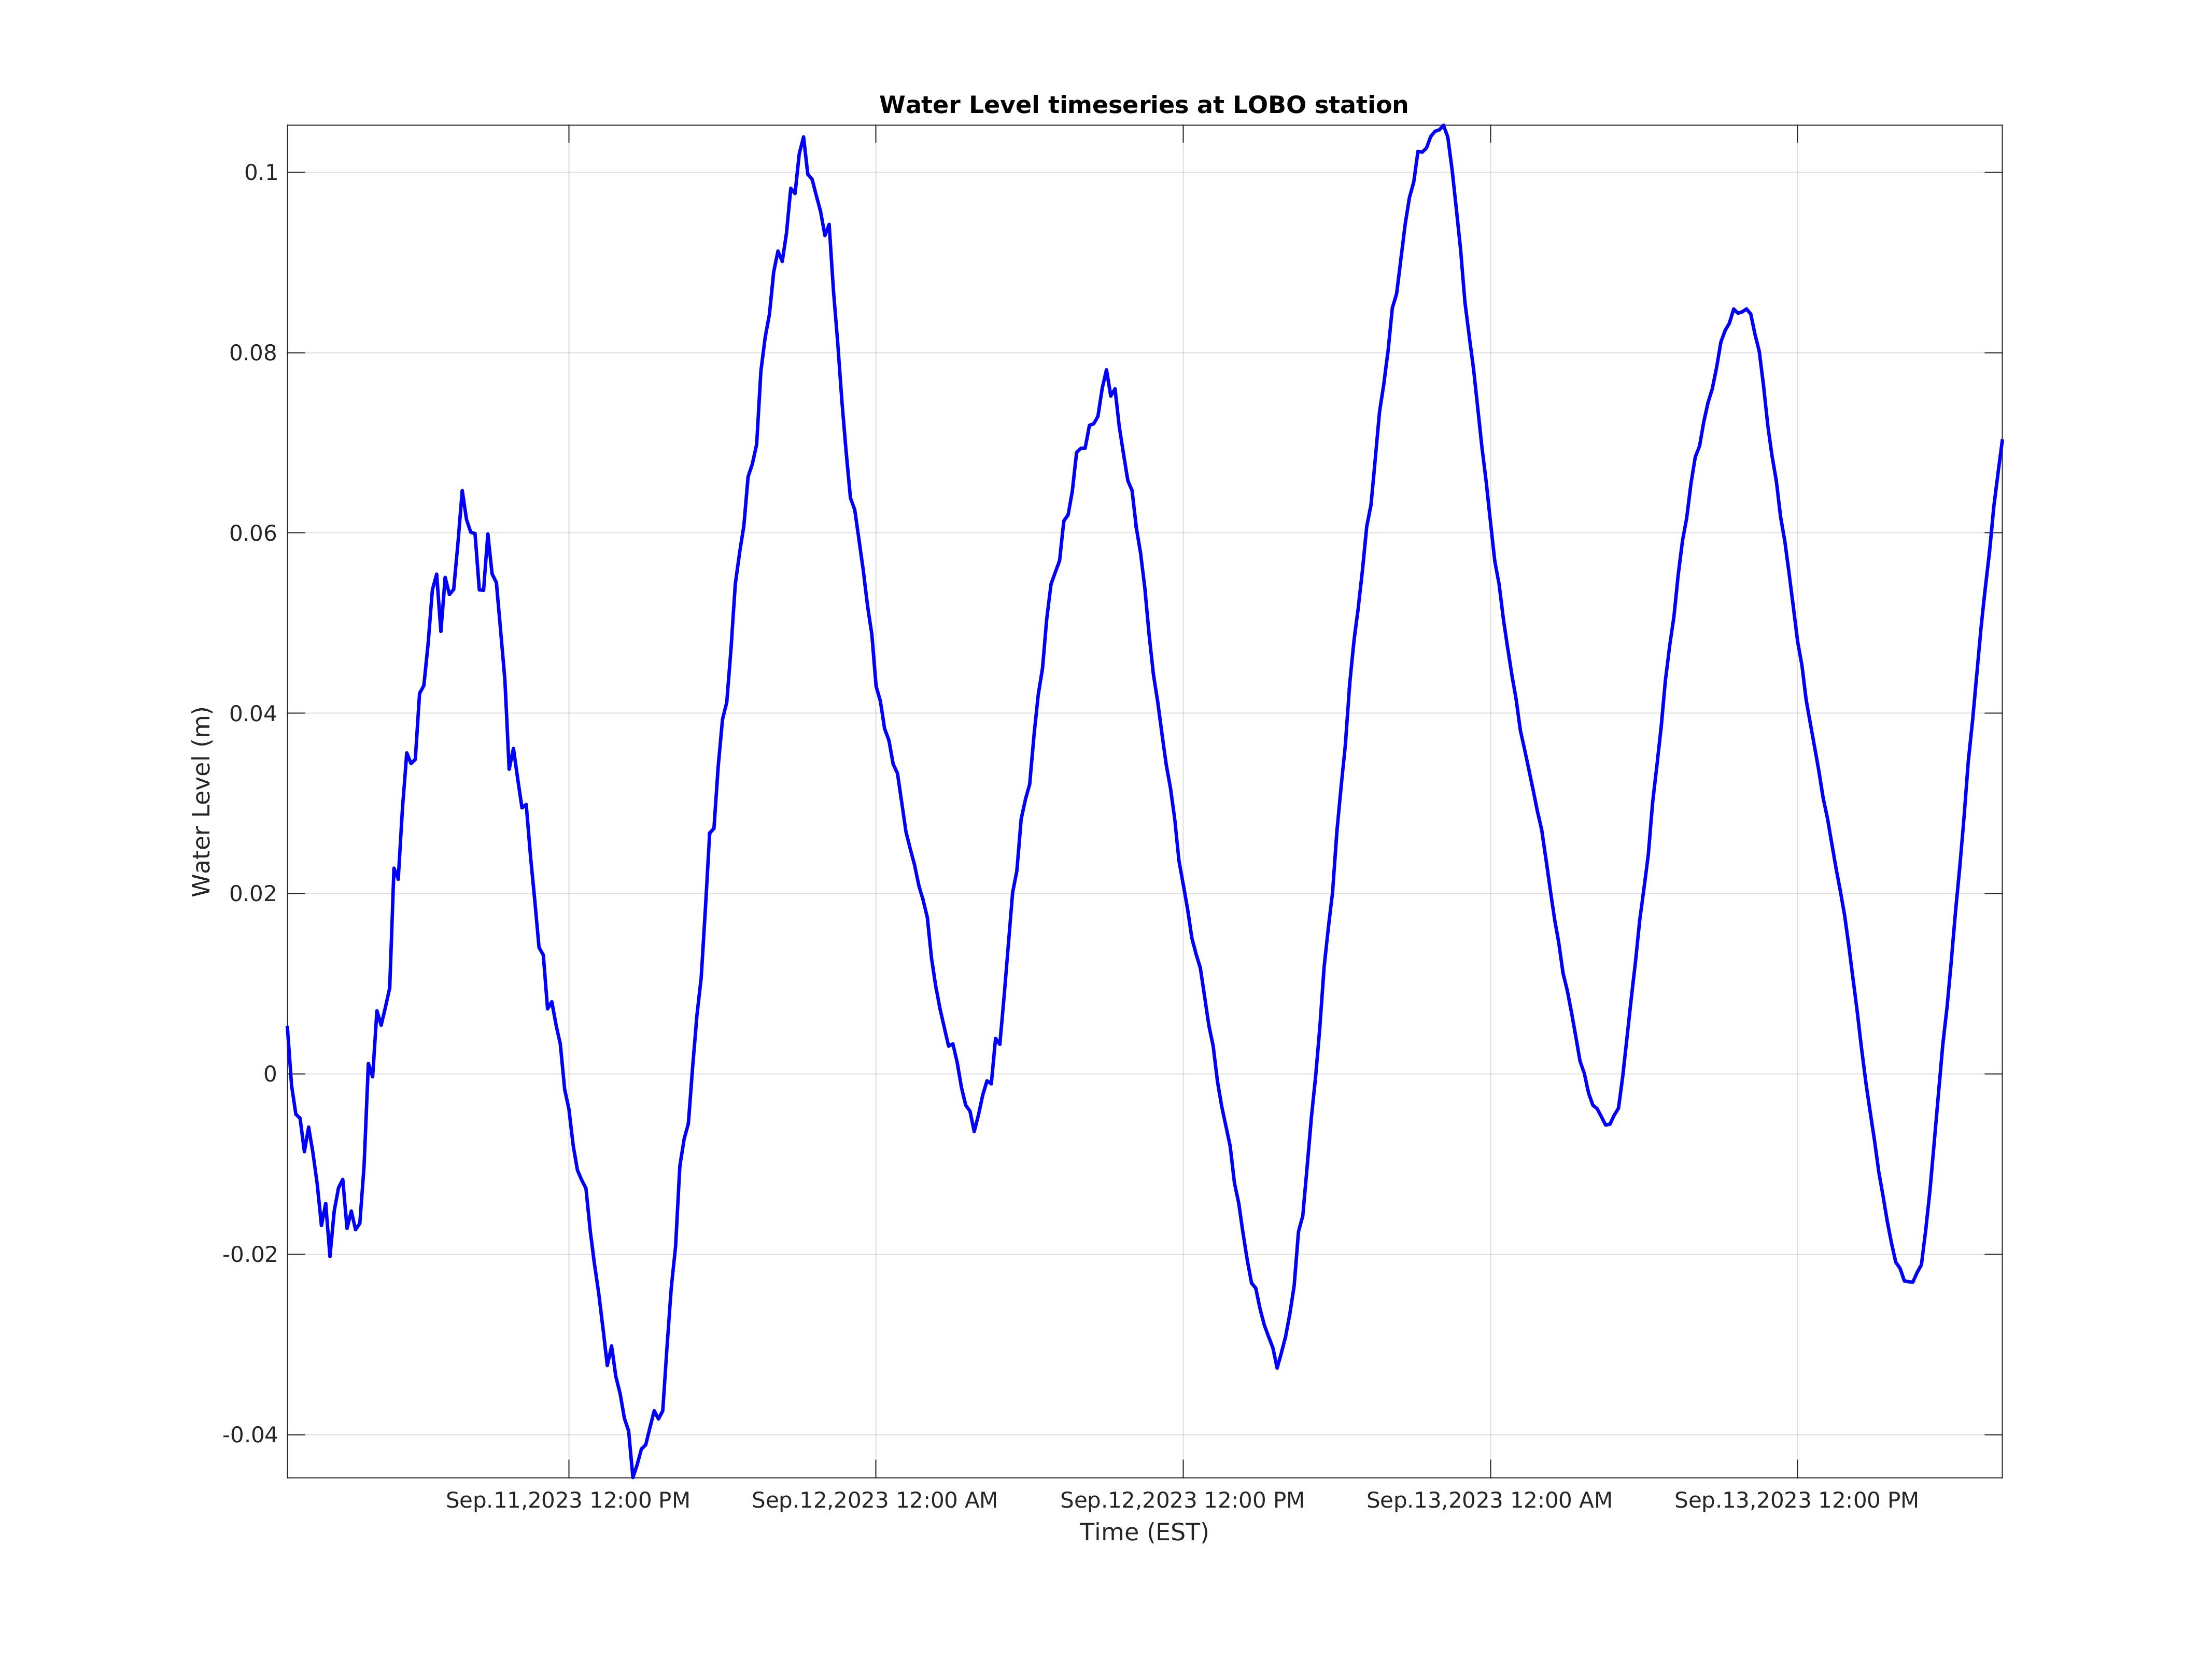 Water Level timeseries at LOBO station
0.1
0.08
0.06
0.04
0.02
0
-0.02
-0.04
Water Level (m)
Sep.11,2023 12:00 PM
Sep.12,2023 12:00 AM
Sep.12,2023 12:00 PM
Sep.13,2023 12:00 AM
Sep.13,2023 12:00 PM
Time (EST)